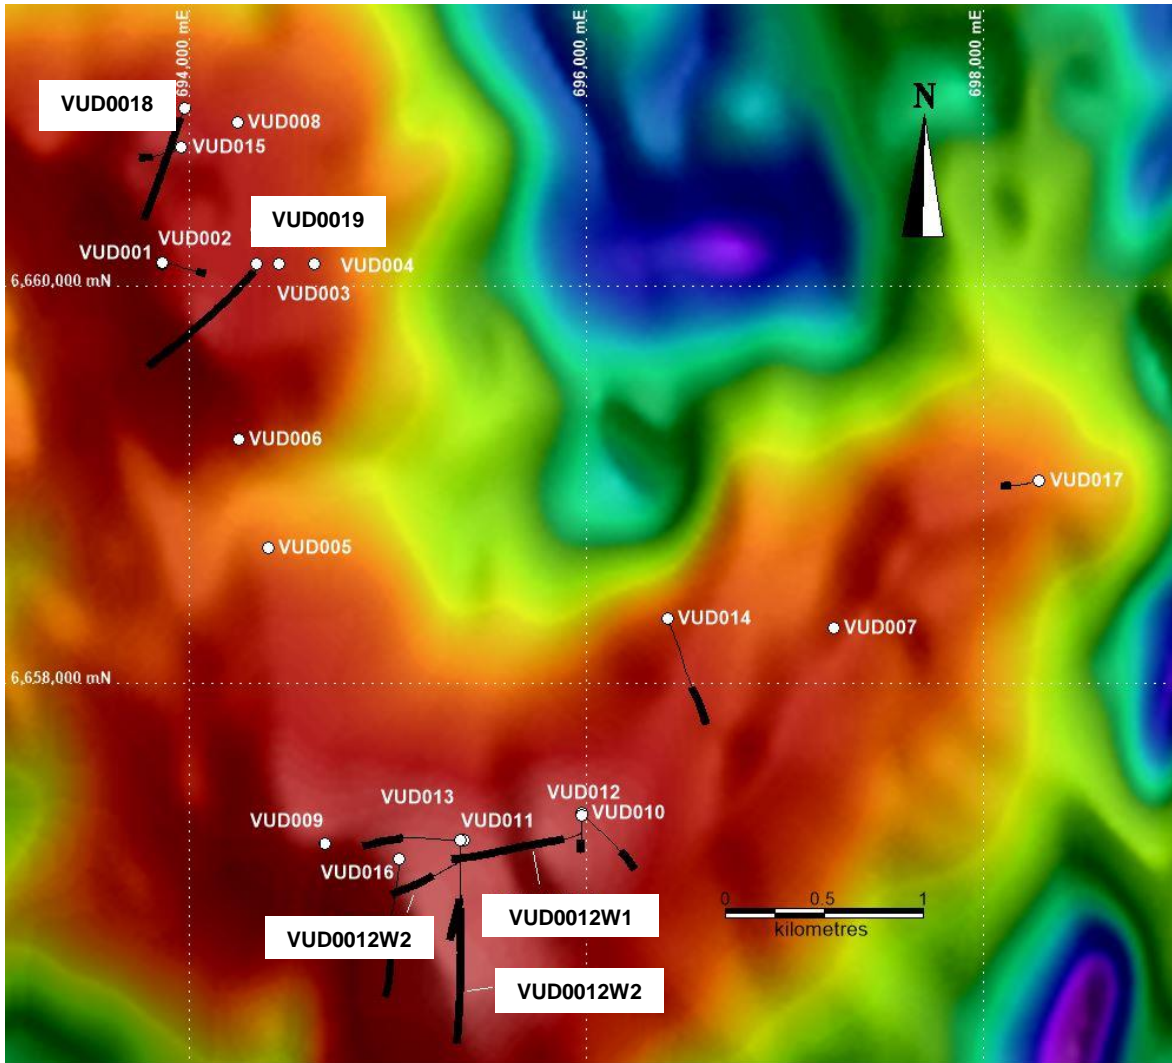 694,000 mE
696,000 mE
698,000 mE
VUD0018
VUD008
VUD015
N
VUD0019
VUD002
VUD001
VUD004
6,660,000 mN
VUD003
VUD006
VUD017
VUD005
VUD014
VUD007
6,658,000 mN
VUD012
VUD010
VUD013
VUD009
VUD011
VUD016
0 0.5 1
kilometres
VUD0012W1
VUD0012W2
VUD0012W2